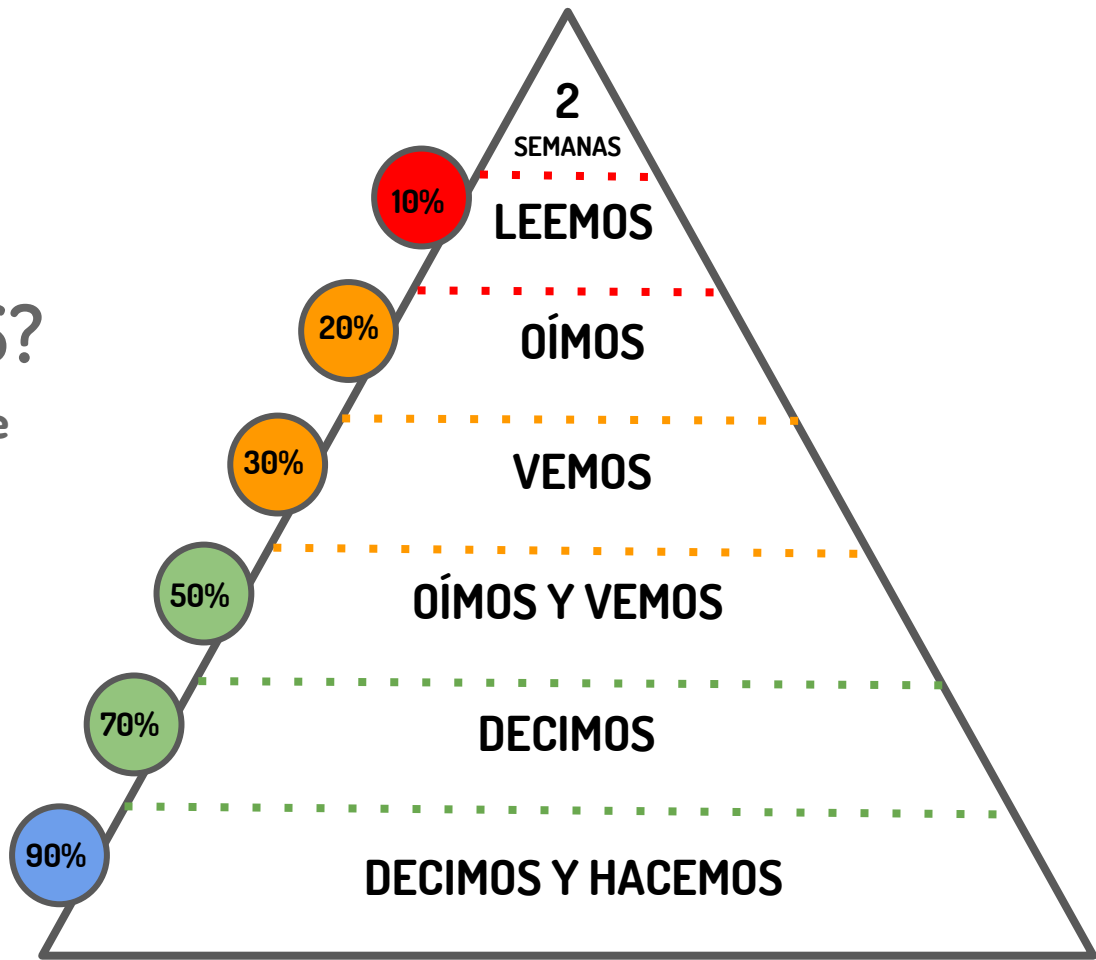 2
SEMANAS
10%
LEEMOS
20%
OÍMOS
?
e
30%
VEMOS
50%
OÍMOS Y VEMOS
70%
DECIMOS
90%
DECIMOS Y HACEMOS